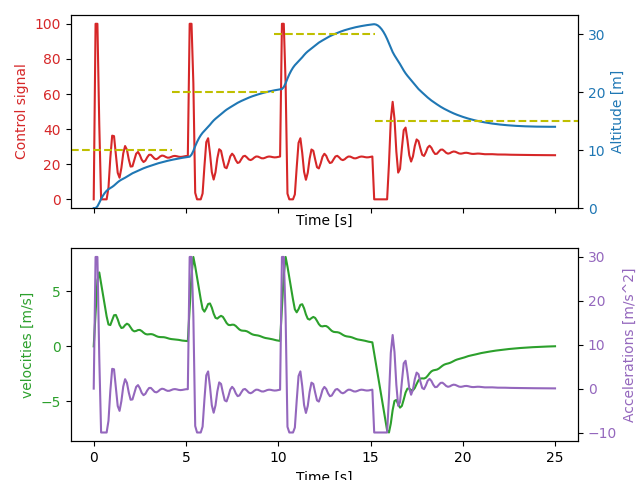 100
80
60
40
20
0
Control signal
30
20
10
0
Altitude [m]
Time [s]
5
0
−5
velocities [m/s]
30
20
10
0
−10
Accelerations [m/s^2]
0 5 10 15 20 25
Time [s]